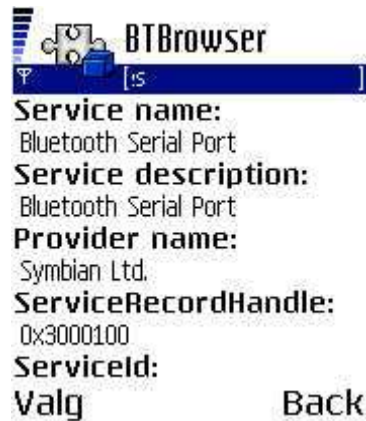 BTBrowser
Service name:
Bluetooth Serial Port
Service description:
Bluetooth Serial Port
Provider name:
Symbian Ltd.
ServiceRecordHandle:
0x3000100
ServiceId:
Valg Back